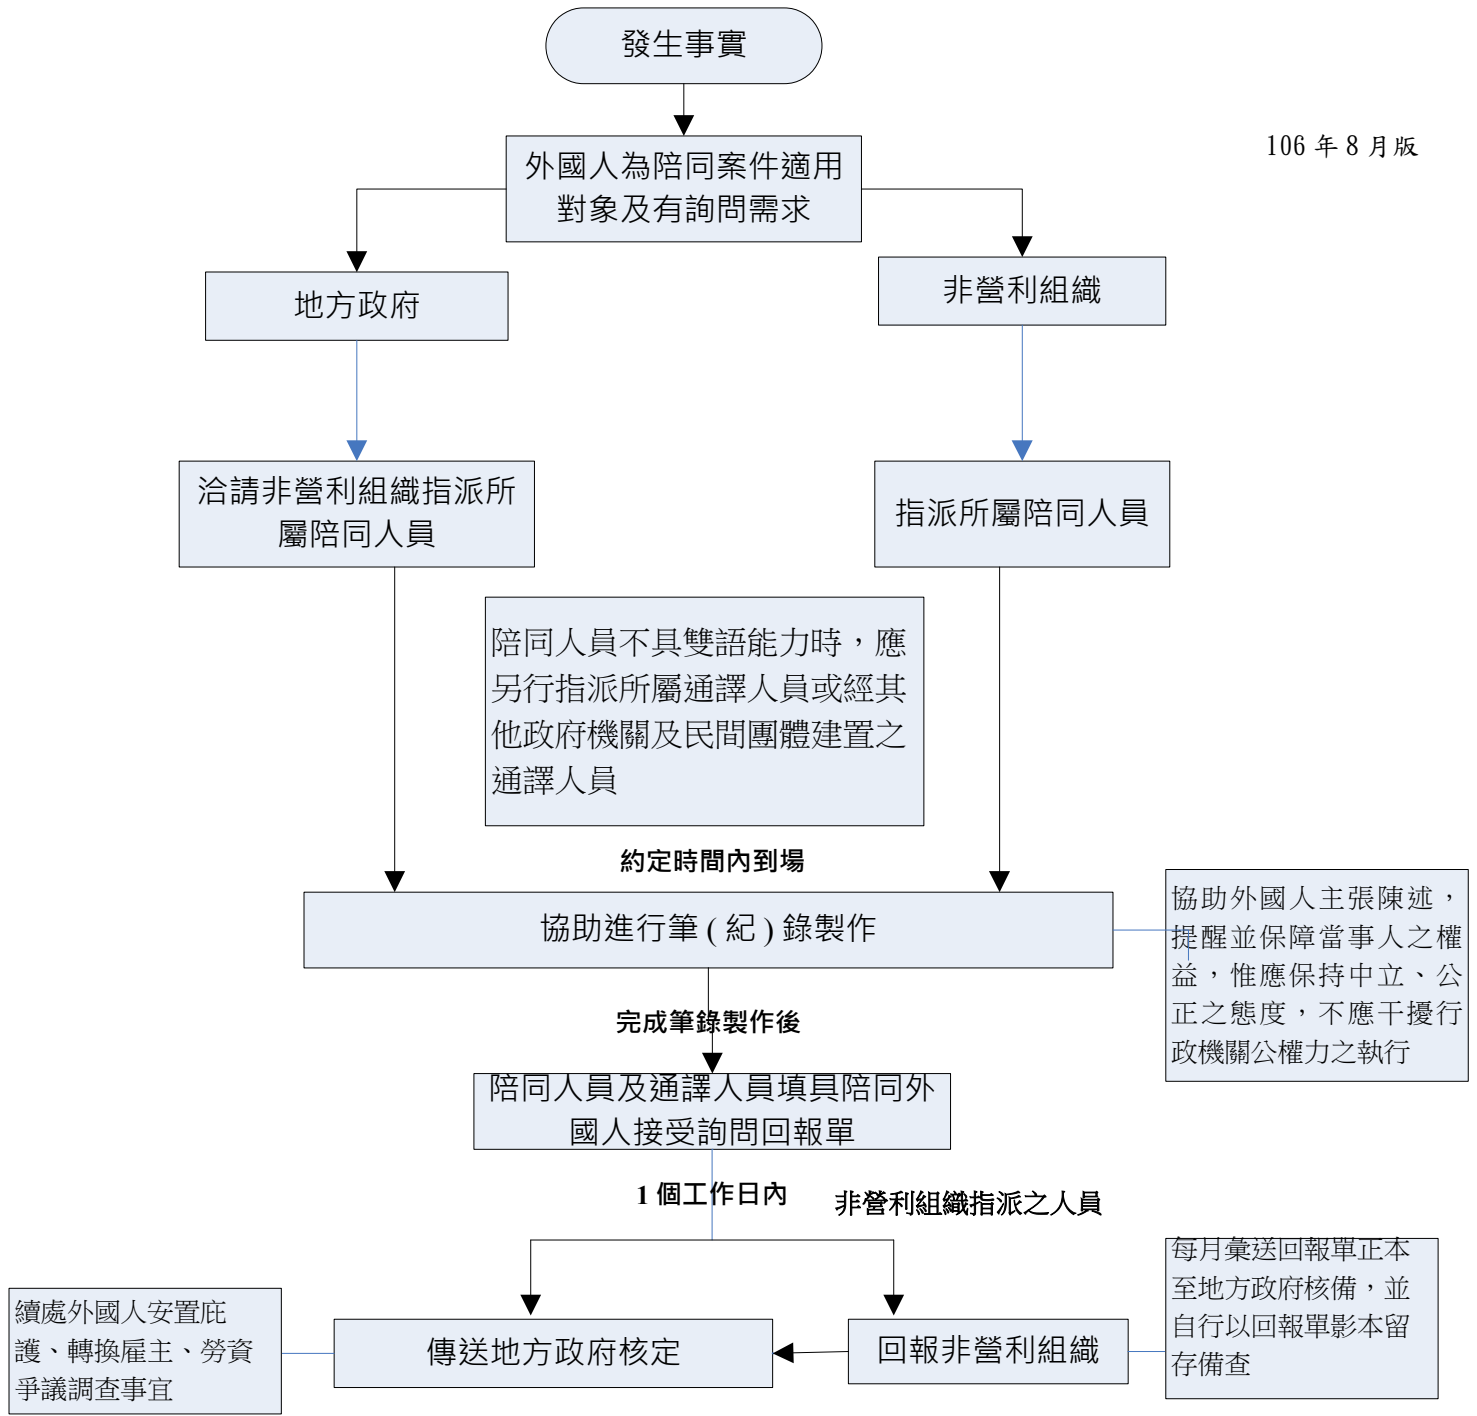 發生事實
106 年 8 月版
外國人為陪同案件適用
對象及有詢問需求
地方政府
非營利組織
洽請非營利組織指派所
屬陪同人員
指派所屬陪同人員
陪同人員不具雙語能力時，應
另行指派所屬通譯人員或經其
他政府機關及民間團體建置之
通譯人員
約定時間內到場
協助進行筆 ( 紀 ) 錄製作
協助外國人主張陳述，
提醒並保障當事人之權
益，惟應保持中立、公
正之態度，不應干擾行
政機關公權力之執行
完成筆錄製作後
陪同人員及通譯人員填具陪同外
國人接受詢問回報單
1 個工作日內
非營利組織指派之人員
每月彙送回報單正本
至地方政府核備，並
自行以回報單影本留
存備查
續處外國人安置庇
護、轉換雇主、勞資
爭議調查事宜
傳送地方政府核定
回報非營利組織